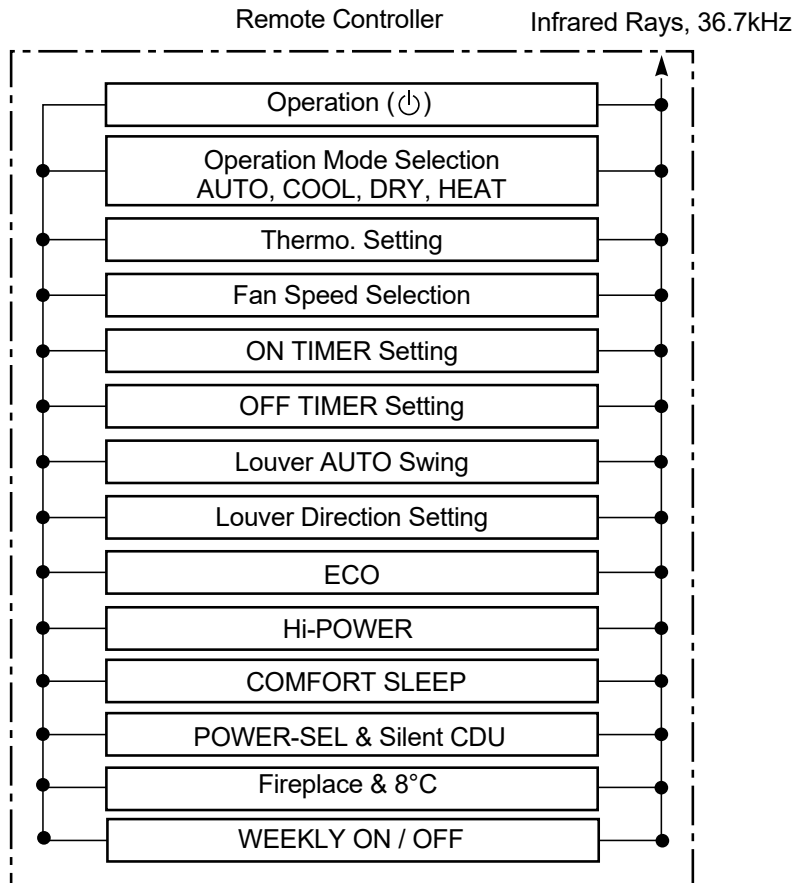 Remote Controller
Infrared Rays, 36.7kHz
Operation (⏻)
Operation Mode Selection
AUTO, COOL, DRY, HEAT
Thermo. Setting
Fan Speed Selection
ON TIMER Setting
OFF TIMER Setting
Louver AUTO Swing
Louver Direction Setting
ECO
Hi-POWER
COMFORT SLEEP
POWER-SEL & Silent CDU
Fireplace & 8°C
WEEKLY ON / OFF